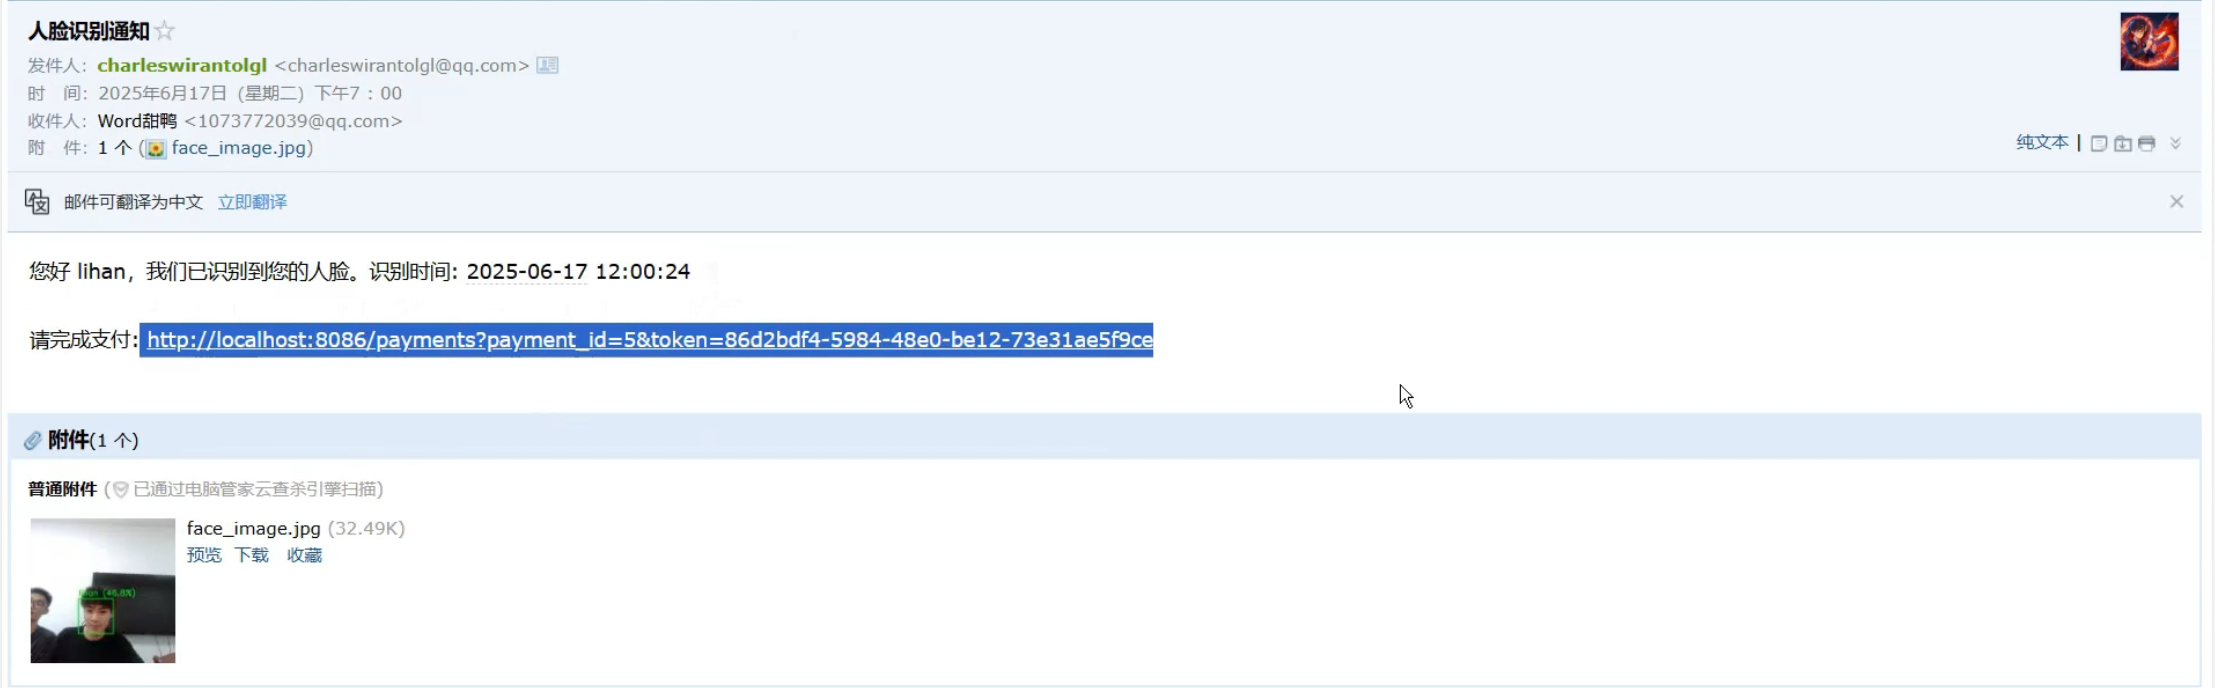 人脸识别通知
发件人: charleswirantolgl <charleswirantolgl@qq.com>
时 间: 2025年6月17日 (星期二) 下午7 : 00
收件人: Word甜鸭 <1073772039@qq.com>
附 件: 1 个 (face_image.jpg)
纯文本 |
邮件可翻译为中文 立即翻译
您好 lihan，我们已识别到您的人脸。识别时间: 2025-06-17 12:00:24
请完成支付: http://localhost:8086/payments?payment_id=5&token=86d2bdf4-5984-48e0-be12-73e31ae5f9ce
附件(1 个)
普通附件 (已通过电脑管家云查杀引擎扫描)
face_image.jpg (32.49K)
预览 下载 收藏